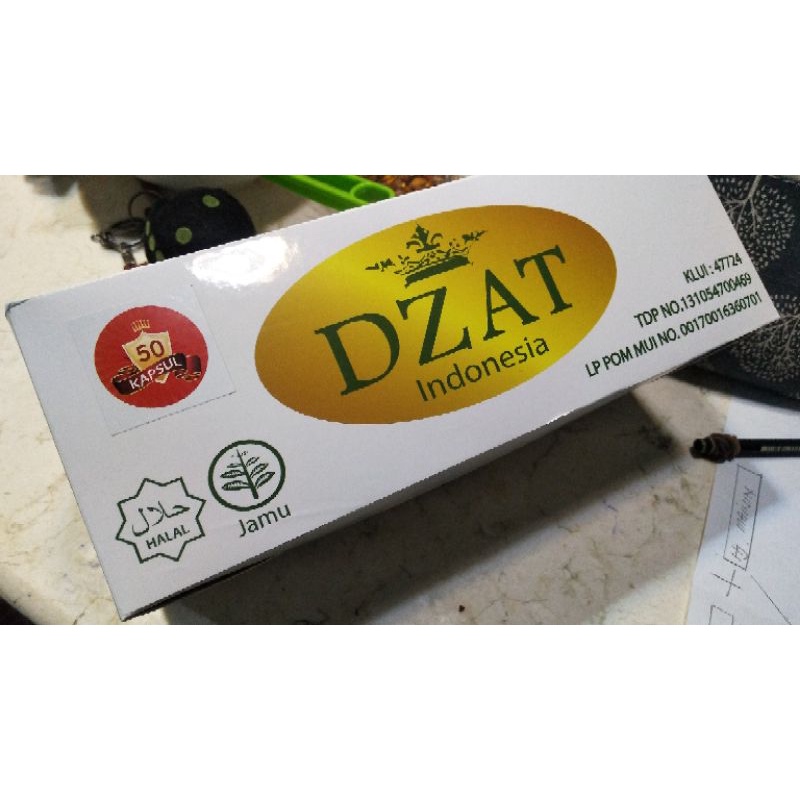 DZAT
Indonesia
KLUI : 47724
TDP NO.131054700469
LP POM MUI NO. 00170016360701
50
KAPSUL
حلال
HALAL
Jamu